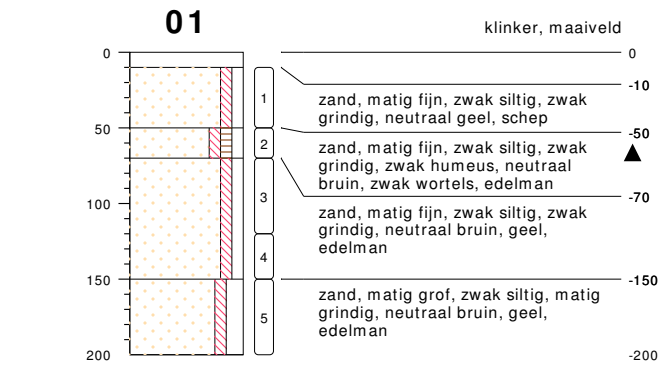 01
klinker, maaiveld
0
0
-10
1
zand, matig fijn, zwak siltig, zwak
grindig, neutraal geel, schep
50
-50
2
zand, matig fijn, zwak siltig, zwak
grindig, zwak humeus, neutraal
bruin, zwak wortels, edelman
-70
3
100
zand, matig fijn, zwak siltig, zwak
grindig, neutraal bruin, geel,
edelman
4
150
-150
5
zand, matig grof, zwak siltig, matig
grindig, neutraal bruin, geel,
edelman
200
-200